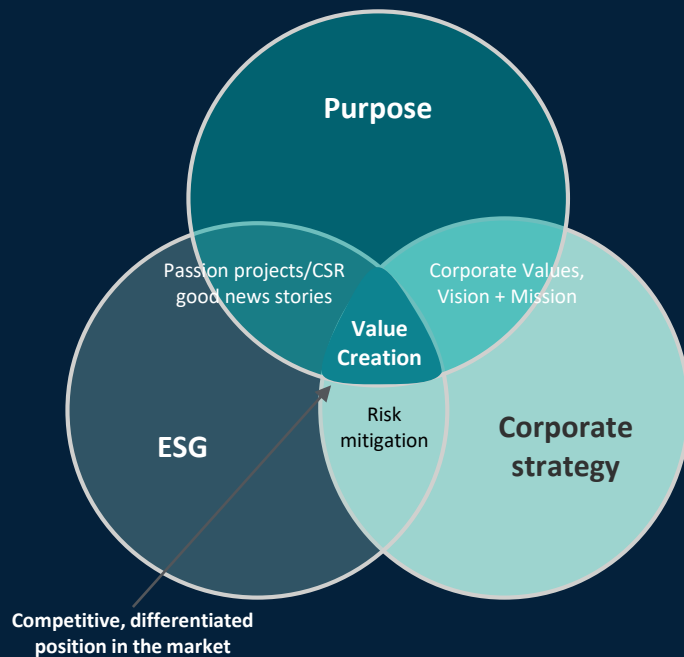 Purpose
Passion projects/CSR
good news stories
Corporate Values,
Vision + Mission
Value
Creation
Risk
mitigation
ESG
Corporate
strategy
Competitive, differentiated
position in the market